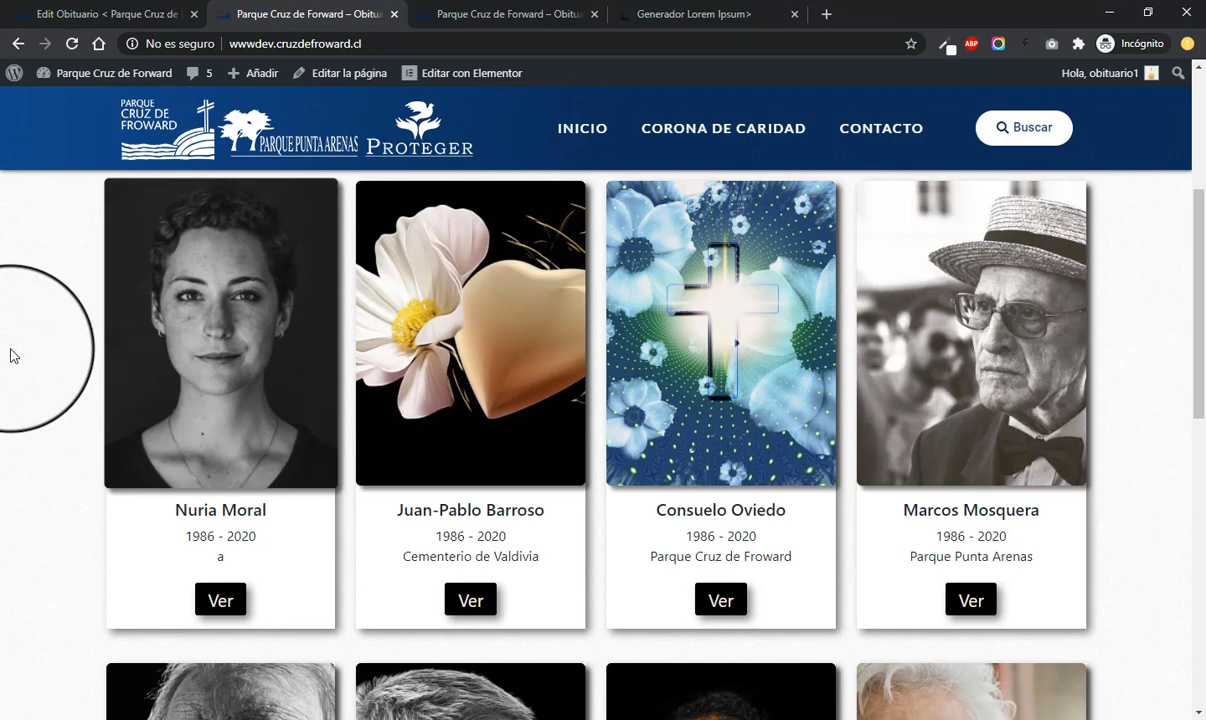 Edit Obituario < Parque Cruz de
Parque Cruz de Forward – Obitua
Parque Cruz de Forward – Obitua
Generador Lorem Ipsum>
No es seguro
wwwdev.cruzdefroward.cl
ABP
Incógnito
Parque Cruz de Forward
5
Añadir
Editar la página
Editar con Elementor
Hola, obituario1
PARQUE
CRUZ DE
FROWARD
PARQUE PUNTA ARENAS
PROTEGER
INICIO
CORONA DE CARIDAD
CONTACTO
Buscar
Nuria Moral
1986 - 2020
a
Ver
Juan-Pablo Barroso
1986 - 2020
Cementerio de Valdivia
Ver
Consuelo Oviedo
1986 - 2020
Parque Cruz de Froward
Ver
Marcos Mosquera
1986 - 2020
Parque Punta Arenas
Ver